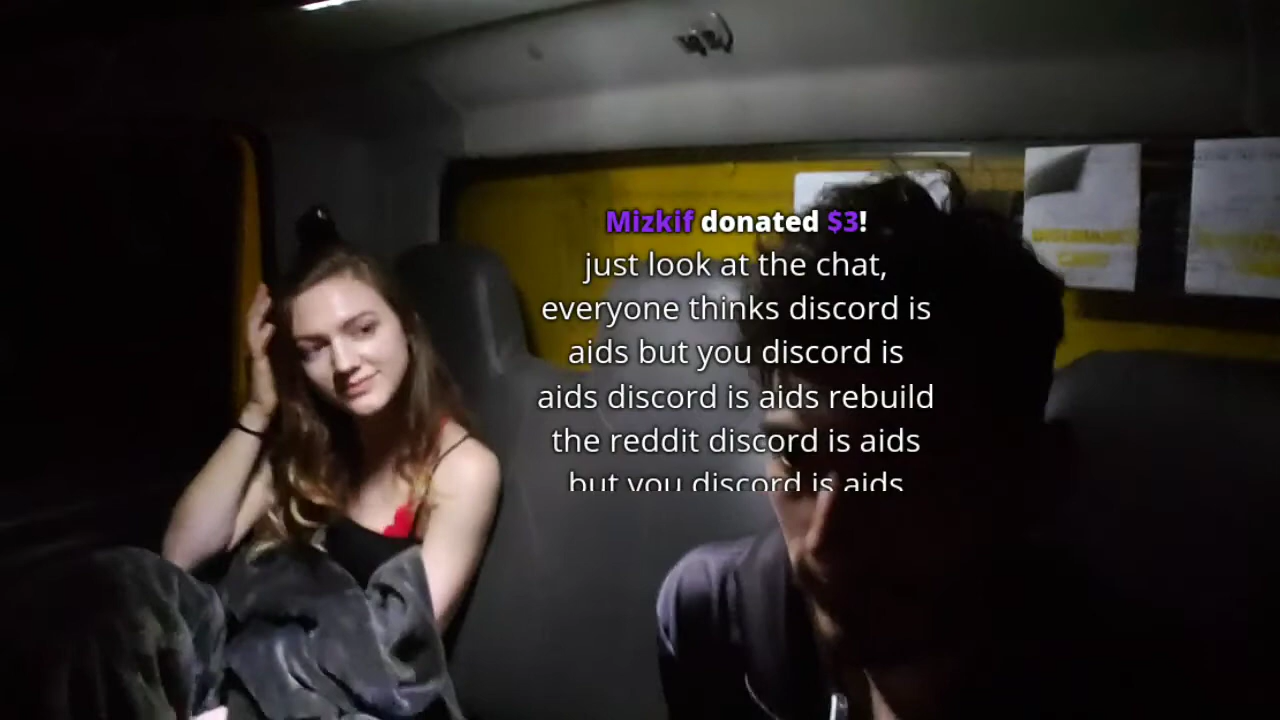 Mizkif donated $3!
just look at the chat,
everyone thinks discord is
aids but you discord is
aids discord is aids rebuild
the reddit discord is aids
but you discord is aids